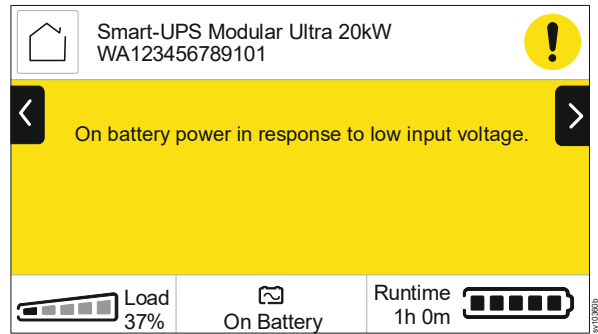 Smart-UPS Modular Ultra 20kW
WA123456789101
On battery power in response to low input voltage.
Load
37%
On Battery
Runtime
1h 0m